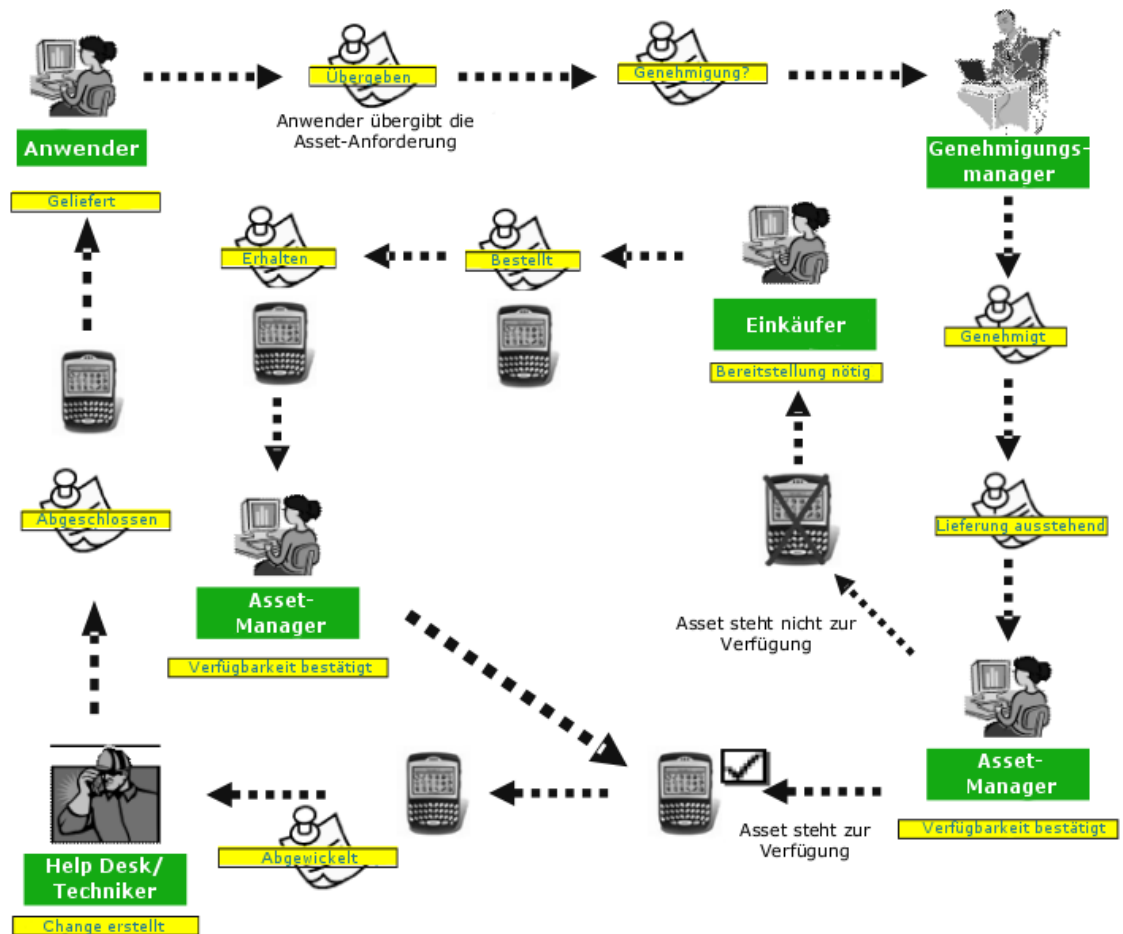 Übergeben
Genehmigung?
Anwender übergibt die
Asset-Anforderung
Anwender
Genehmigungs-
manager
Geliefert
Erhalten
Bestellt
Einkäufer
Genehmigt
Bereitstellung nötig
Abgeschlossen
Lieferung ausstehend
Asset-
Manager
Asset steht nicht zur
Verfügung
Verfügbarkeit bestätigt
Asset-
Manager
Asset steht zur
Verfügung
Verfügbarkeit bestätigt
Abgewickelt
Help Desk/
Techniker
Change erstellt